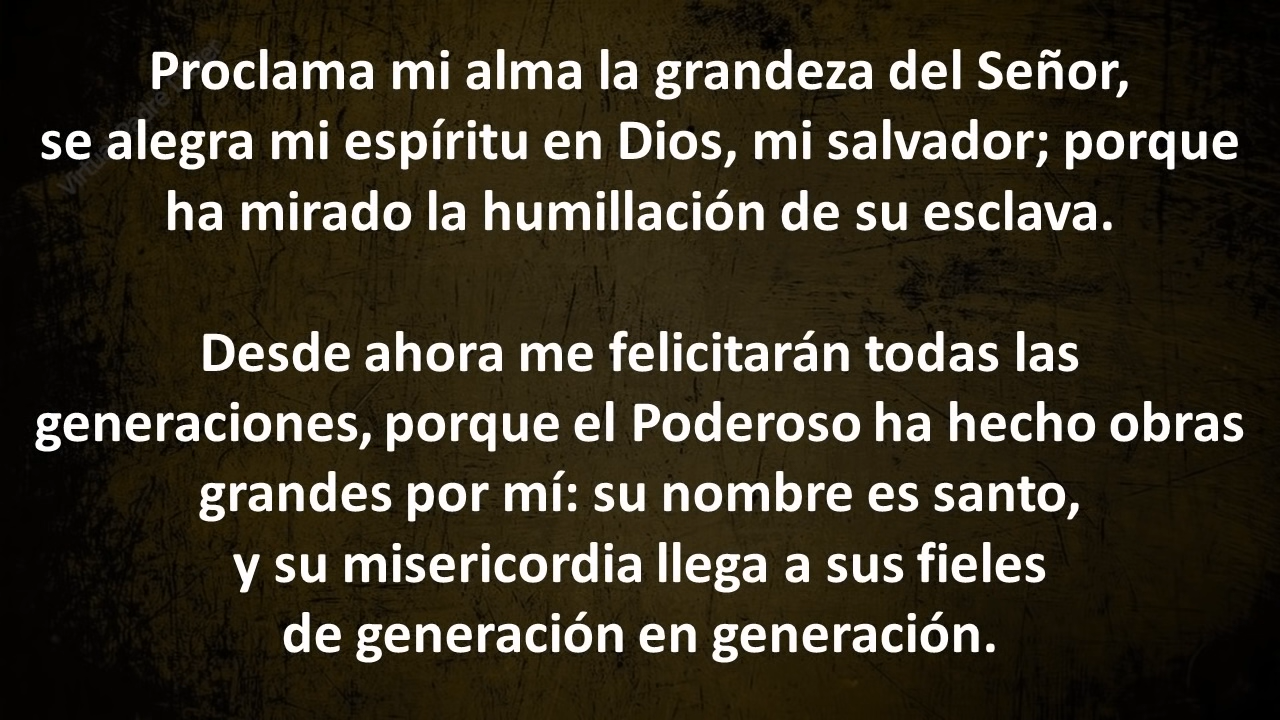 Proclama mi alma la grandeza del Señor,
se alegra mi espíritu en Dios, mi salvador; porque
ha mirado la humillación de su esclava.
Desde ahora me felicitarán todas las
generaciones, porque el Poderoso ha hecho obras
grandes por mí: su nombre es santo,
y su misericordia llega a sus fieles
de generación en generación.